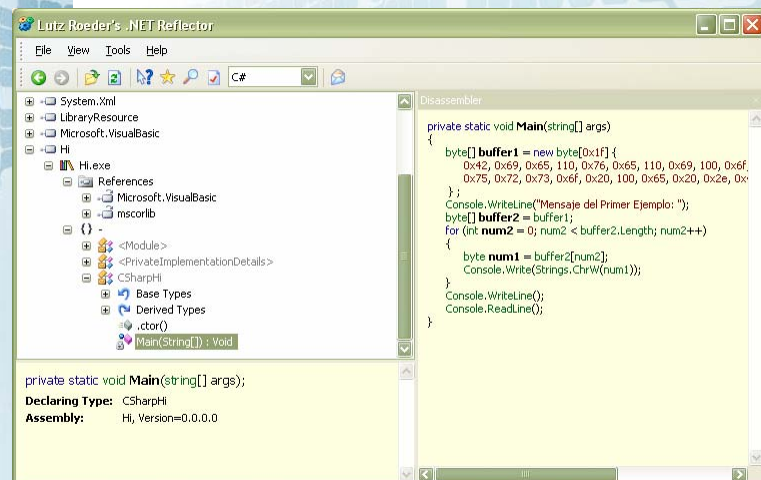 Lutz Roeder's .NET Reflector
File View Tools Help
C#
System.Xml
LibraryResource
Microsoft.VisualBasic
Hi
Hi.exe
References
Microsoft.VisualBasic
mscorlib
{} -
<Module>
<PrivateImplementationDetails>
CSharpHi
Base Types
Derived Types
.ctor()
Main(String[]) : Void
private static void Main(string[] args);
Declaring Type: CSharpHi
Assembly: Hi, Version=0.0.0.0
Disassembler
private static void Main(string[] args)
{
byte[] buffer1 = new byte[0x1f] {
0x42, 0x69, 0x65, 110, 0x76, 0x65, 110, 0x69, 100, 0x6f,
0x75, 0x72, 0x73, 0x6f, 0x20, 100, 0x65, 0x20, 0x2e,
} ;
Console.WriteLine("Mensaje del Primer Ejemplo: ");
byte[] buffer2 = buffer1;
for (int num2 = 0; num2 < buffer2.Length; num2++)
{
byte num1 = buffer2[num2];
Console.Write(Strings.ChrW(num1));
}
Console.WriteLine();
Console.ReadLine();
}